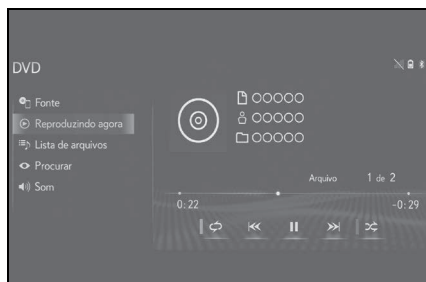 DVD
Fonte
Reproduzindo agora
Lista de arquivos
Procurar
Som
OOOOO
OOOOO
OOOOO
Arquivo 1 de 2
0:22
-0:29